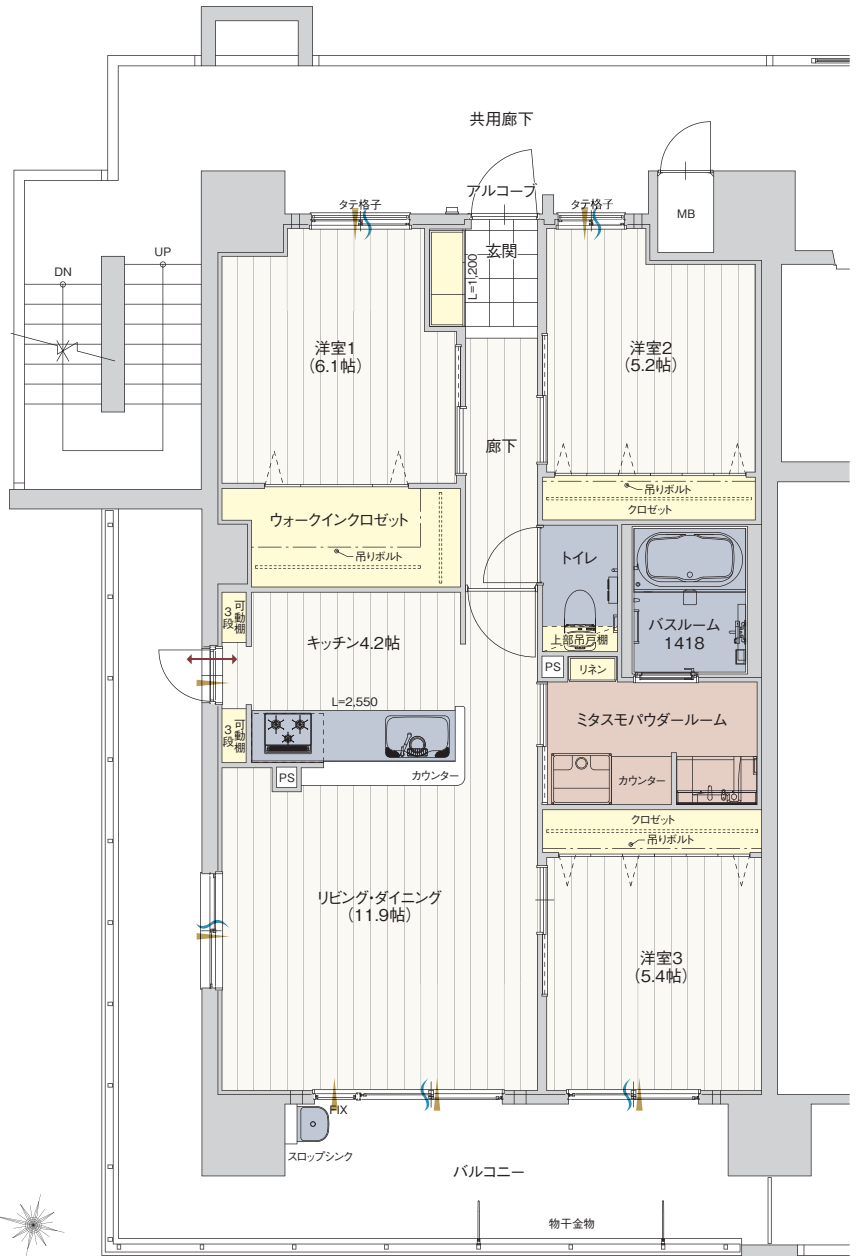 共用廊下
アルコーブ
タテ格子
タテ格子
MB
玄関
L=1,200
UP
DN
洋室1
(6.1帖)
洋室2
(5.2帖)
廊下
吊りボルト
クロゼット
ウォークインクロゼット
吊りボルト
トイレ
バスルーム
1418
上部吊戸棚
可動棚
3段
キッチン4.2帖
PS
リネン
L=2,550
ミタスモパウダールーム
可動棚
3段
PS
カウンター
カウンター
クロゼット
吊りボルト
リビング・ダイニング
(11.9帖)
洋室3
(5.4帖)
FIX
スロップシンク
バルコニー
物干金物